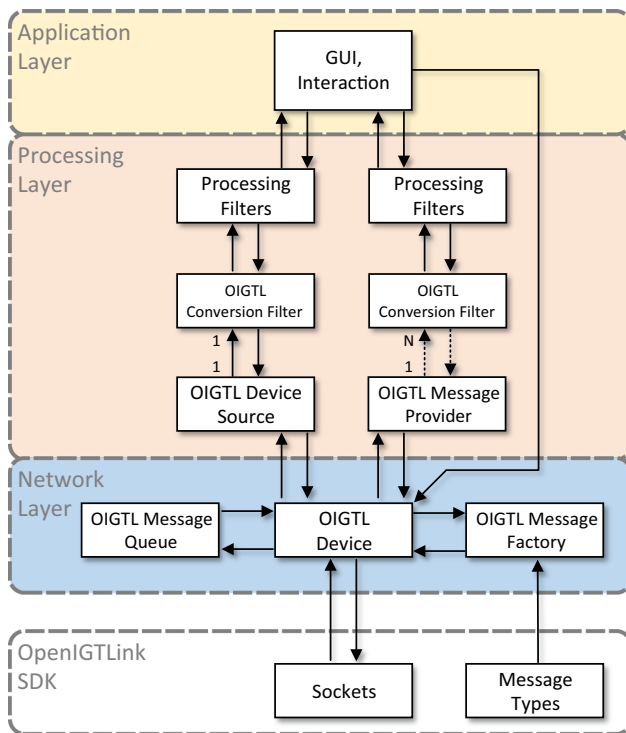 Application
Layer
GUI,
Interaction
Processing
Layer
Processing
Filters
Processing
Filters
OIGTL
Conversion Filter
OIGTL
Conversion Filter
1
1
N
1
OIGTL Device
Source
OIGTL Message
Provider
Network
Layer
OIGTL Message
Queue
OIGTL
Device
OIGTL Message
Factory
OpenIGTLink
SDK
Sockets
Message
Types